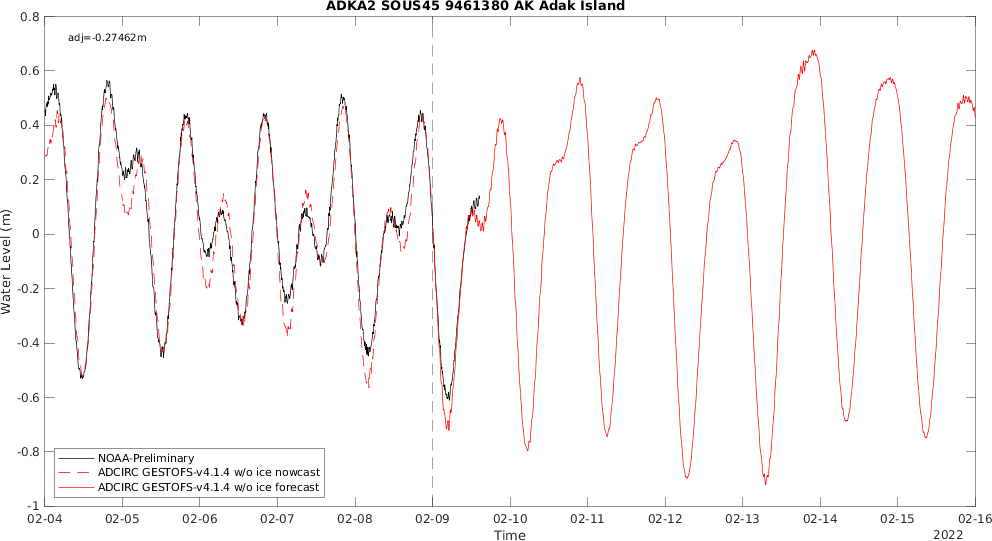 ADKA2 SOUS45 9461380 AK Adak Island
adj=-0.27462m
0.8
0.6
0.4
0.2
0
-0.2
-0.4
-0.6
-0.8
-1
Water Level (m)
NOAA-Preliminary
ADCIRC GESTOFS-v4.1.4 w/o ice nowcast
ADCIRC GESTOFS-v4.1.4 w/o ice forecast
02-04 02-05 02-06 02-07 02-08 02-09 02-10 02-11 02-12 02-13 02-14 02-15 02-16
Time
2022